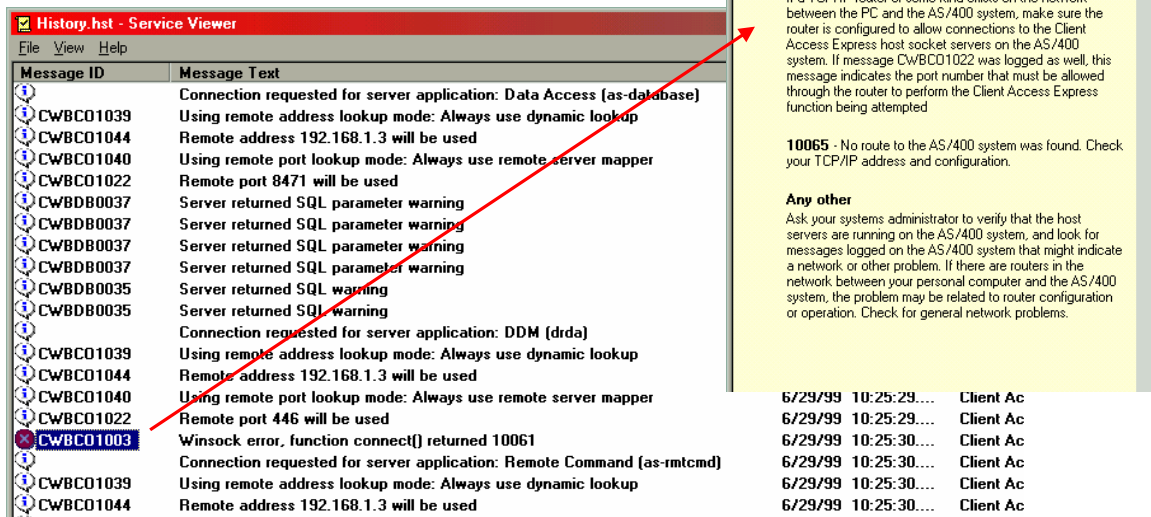 History.hst - Service Viewer
File View Help
Message ID Message Text
Connection requested for server application: Data Access (as-database)
CWBCO1039 Using remote address lookup mode: Always use dynamic lookup
CWBCO1044 Remote address 192.168.1.3 will be used
CWBCO1040 Using remote port lookup mode: Always use remote server mapper
CWBCO1022 Remote port 8471 will be used
CWBDB0037 Server returned SQL parameter warning
CWBDB0037 Server returned SQL parameter warning
CWBDB0037 Server returned SQL parameter warning
CWBDB0037 Server returned SQL parameter warning
CWBDB0035 Server returned SQL warning
CWBDB0035 Server returned SQL warning
Connection requested for server application: DDM (drda)
CWBCO1039 Using remote address lookup mode: Always use dynamic lookup
CWBCO1044 Remote address 192.168.1.3 will be used
CWBCO1040 Using remote port lookup mode: Always use remote server mapper 6/29/99 10:25:29.... Client Ac
CWBCO1022 Remote port 446 will be used 6/29/99 10:25:29.... Client Ac
CWBCO1003 Winsock error, function connect() returned 10061 6/29/99 10:25:30.... Client Ac
Connection requested for server application: Remote Command (as-rmtcmd) 6/29/99 10:25:30.... Client Ac
CWBCO1039 Using remote address lookup mode: Always use dynamic lookup 6/29/99 10:25:30.... Client Ac
CWBCO1044 Remote address 192.168.1.3 will be used 6/29/99 10:25:30.... Client Ac
between the PC and the AS/400 system, make sure the
router is configured to allow connections to the Client
Access Express host socket servers on the AS/400
system. If message CWBCO1022 was logged as well, this
message indicates the port number that must be allowed
through the router to perform the Client Access Express
function being attempted
10065 - No route to the AS/400 system was found. Check
your TCP/IP address and configuration.
Any other
Ask your systems administrator to verify that the host
servers are running on the AS/400 system, and look for
messages logged on the AS/400 system that might indicate
a network or other problem. If there are routers in the
network between your personal computer and the AS/400
system, the problem may be related to router configuration
or operation. Check for general network problems.